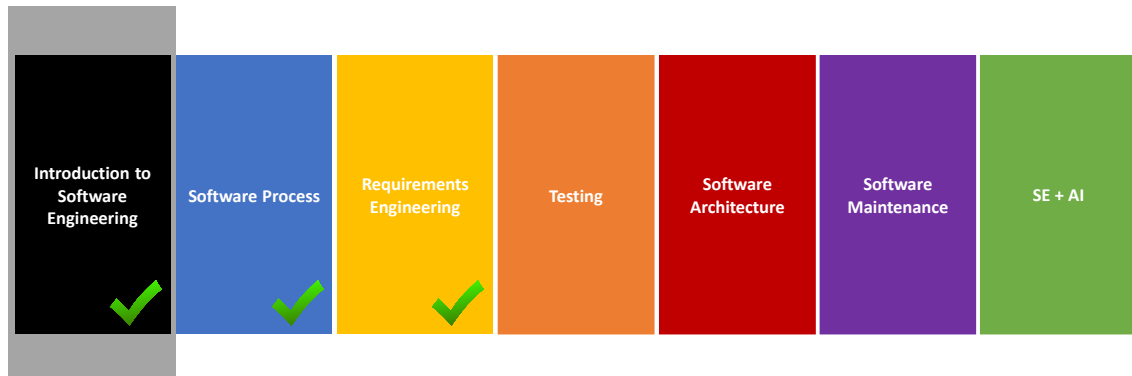 Introduction to
Software
Engineering
Software Process
Requirements
Engineering
Testing
Software
Architecture
Software
Maintenance
SE + AI